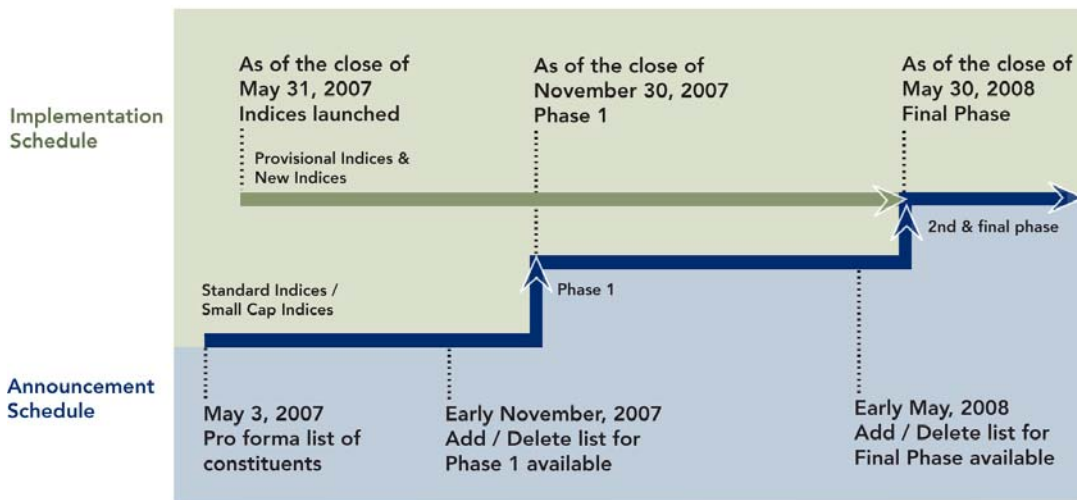 Implementation
Schedule
As of the close of
May 31, 2007
Indices launched
As of the close of
November 30, 2007
Phase 1
As of the close of
May 30, 2008
Final Phase
Provisional Indices &
New Indices
2nd & final phase
Standard Indices /
Small Cap Indices
Phase 1
Announcement
Schedule
May 3, 2007
Pro forma list of
constituents
Early November, 2007
Add / Delete list for
Phase 1 available
Early May, 2008
Add / Delete list for
Final Phase available